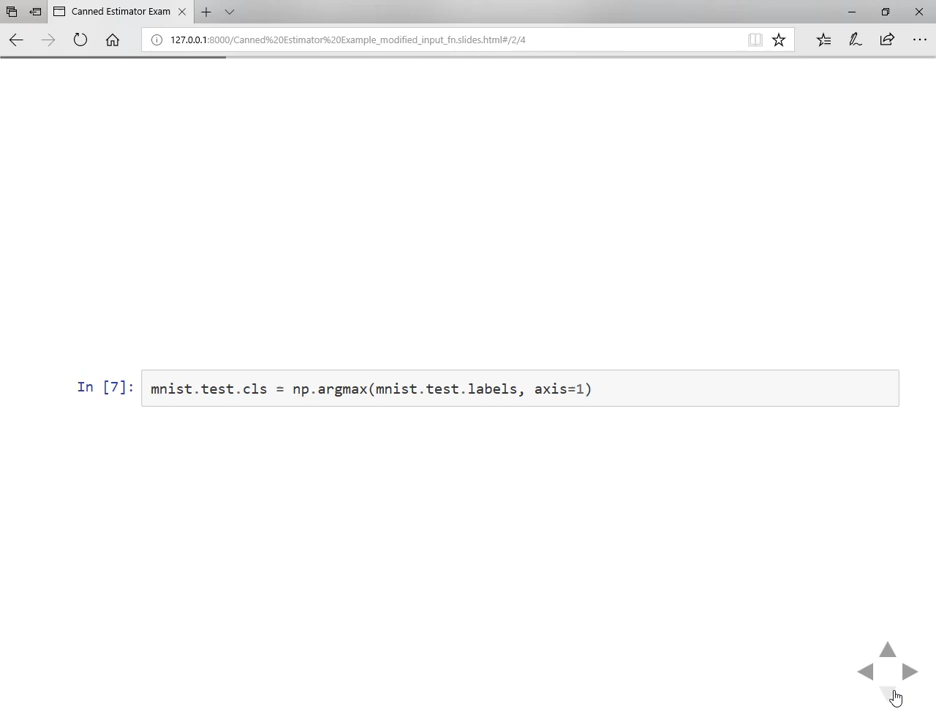 Canned Estimator Exam
127.0.0.1:8000/Canned%20Estimator%20Example_modified_input_fn.slides.html#/2/4
In [7]: mnist.test.cls = np.argmax(mnist.test.labels, axis=1)